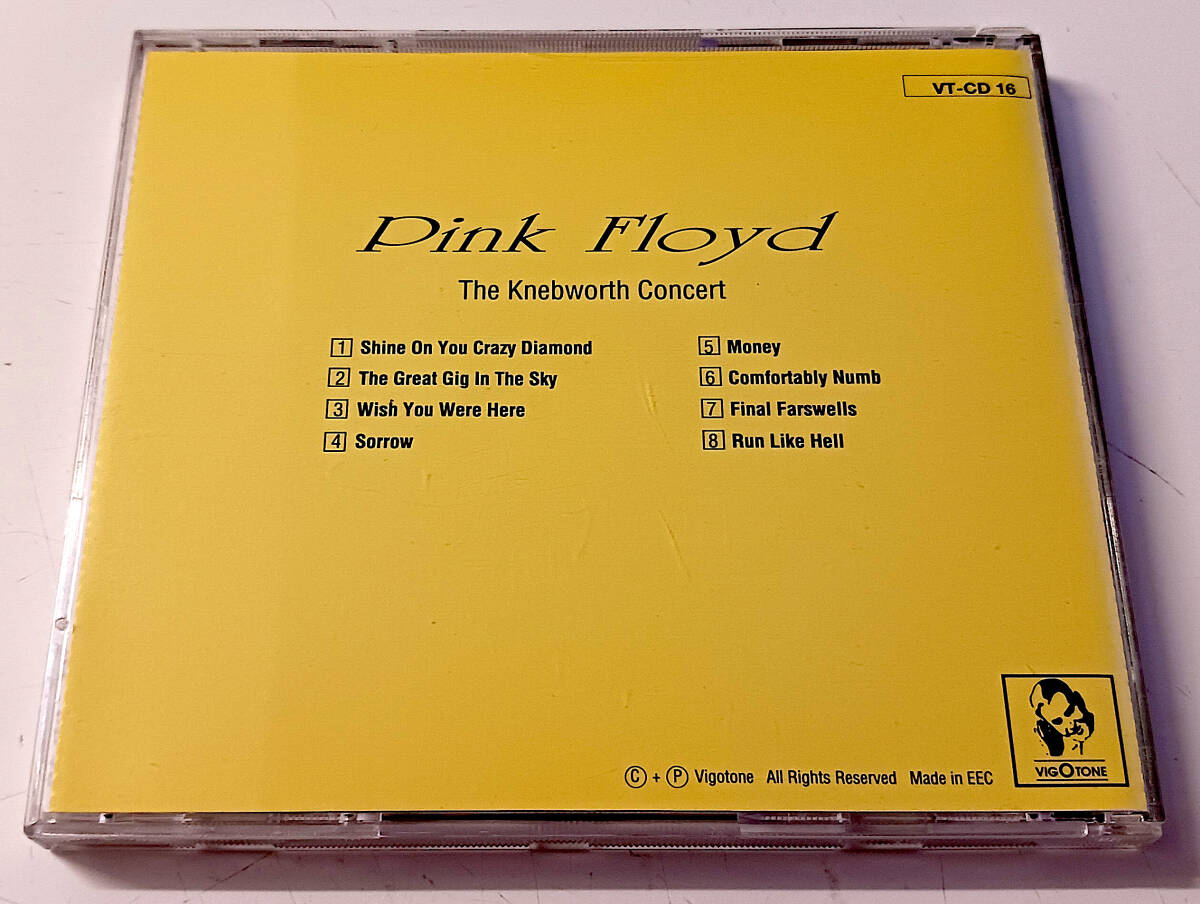 VT-CD 16
Pink Floyd
The Knebworth Concert
1 Shine On You Crazy Diamond
2 The Great Gig In The Sky
3 Wish You Were Here
4 Sorrow
5 Money
6 Comfortably Numb
7 Final Farswells
8 Run Like Hell
VIGOTONE
Ⓒ + Ⓟ Vigotone All Rights Reserved Made in EEC